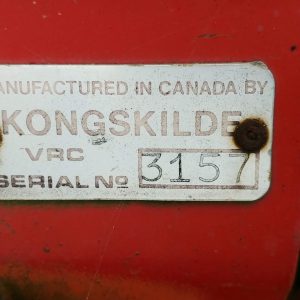 ANUFACTURED IN CANADA BY
KONGSKILDE
VRC
SERIAL No 3157